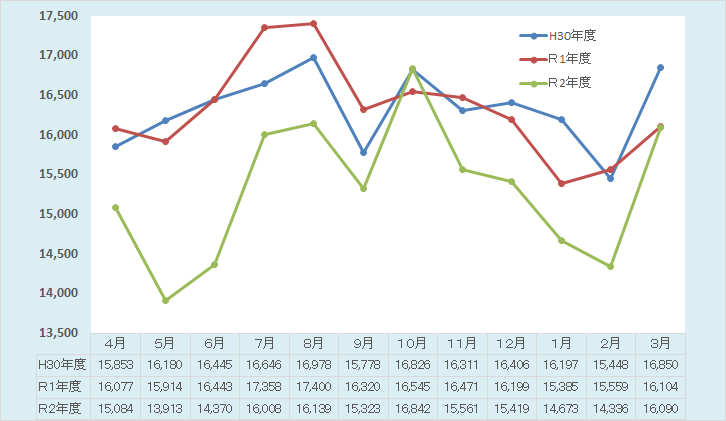 17,500
17,000
16,500
16,000
15,500
15,000
14,500
14,000
13,500
H30年度
R1年度
R2年度
4月 5月 6月 7月 8月 9月 10月 11月 12月 1月 2月 3月
H30年度 15,853 16,180 16,445 16,646 16,978 15,778 16,826 16,311 16,406 16,197 15,448 16,850
R1年度 16,077 15,914 16,443 17,358 17,400 16,320 16,545 16,471 16,199 15,385 15,559 16,104
R2年度 15,084 13,913 14,370 16,008 16,139 15,323 16,842 15,561 15,419 14,673 14,336 16,090